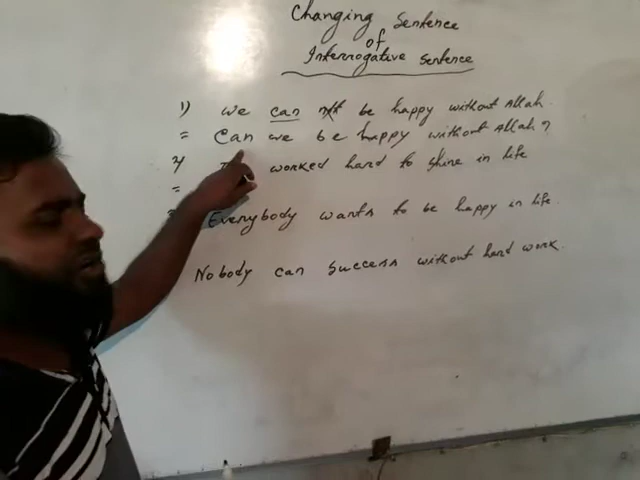 Changing Sentence
of
Interrogative Sentence
1) We can not be happy without Allah.
= Can we be happy without Allah?
2) worked hard to shine in life
=
Everybody wants to be happy in life.
Nobody can success without hard work.